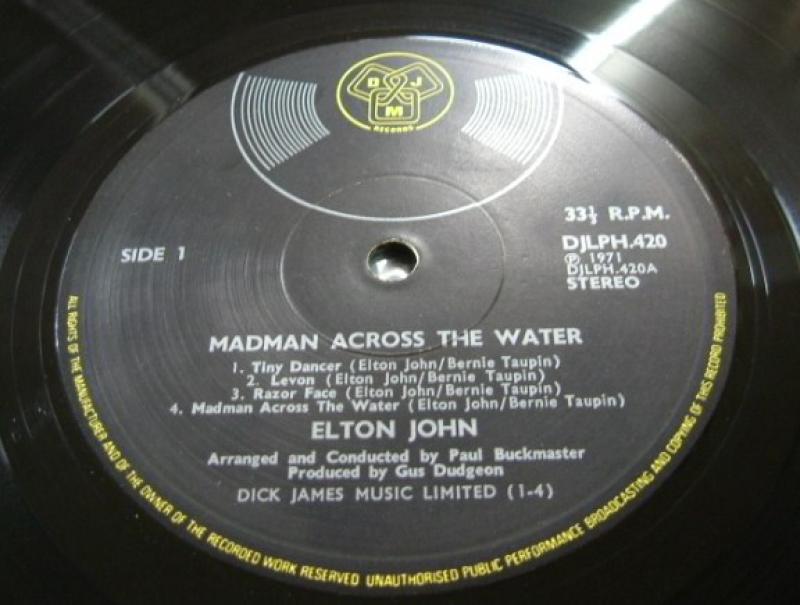 D J
M
RECORDS
33⅓ R.P.M.
DJLPH.420
Ⓟ 1971
DJLPH.420A
STEREO
SIDE 1
MADMAN ACROSS THE WATER
1. Tiny Dancer (Elton John/Bernie Taupin)
2. Levon (Elton John/Bernie Taupin)
3. Razor Face (Elton John/Bernie Taupin)
4. Madman Across The Water (Elton John/Bernie Taupin)
ELTON JOHN
Arranged and Conducted by Paul Buckmaster
Produced by Gus Dudgeon
DICK JAMES MUSIC LIMITED (1-4)
ALL RIGHTS OF THE MANUFACTURER AND OF THE OWNER OF THE RECORDED WORK RESERVED UNAUTHORISED PUBLIC PERFORMANCE BROADCASTING AND COPYING OF THIS RECORD PROHIBITED